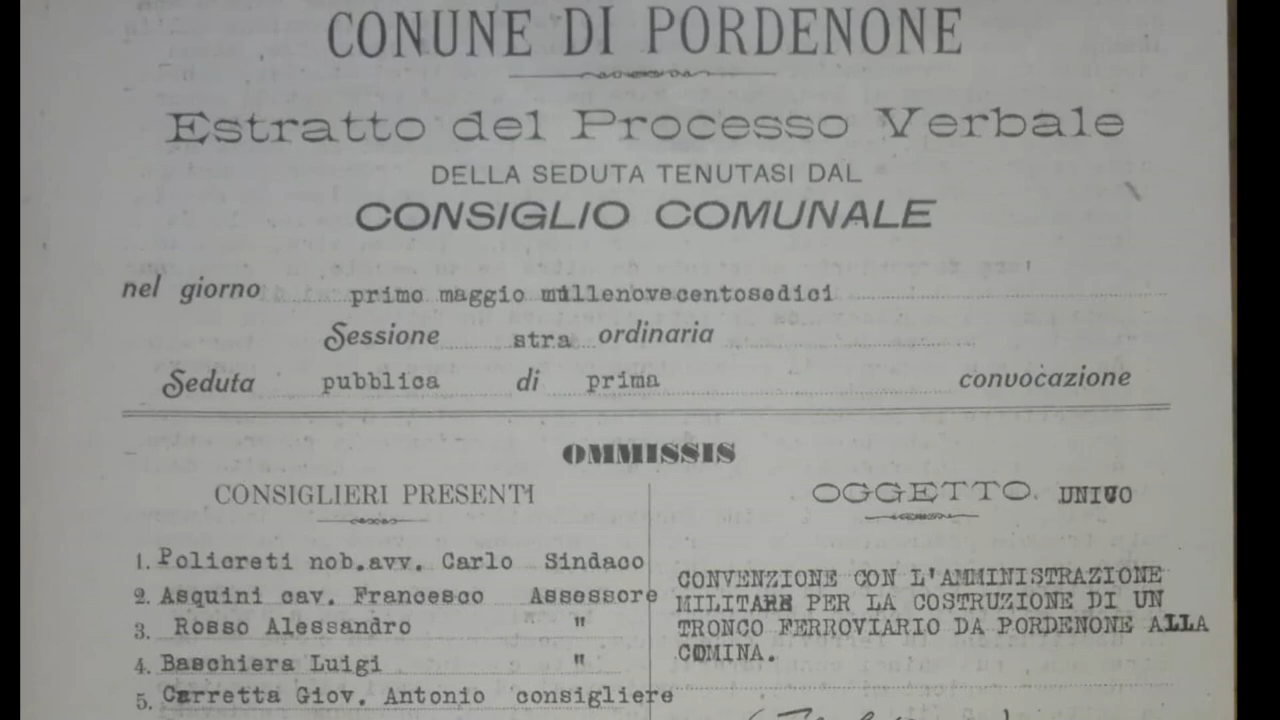 CONUNE DI PORDENONE
Estratto del Processo Verbale
DELLA SEDUTA TENUTASI DAL
CONSIGLIO COMUNALE
nel giorno primo maggio millenovecentosedici
Sessione stra ordinaria
Seduta pubblica di prima convocazione
OMMISSIS
CONSIGLIERI PRESENTI
1. Policreti nob.avv. Carlo Sindaco
2. Asquini cav. Francesco Assessore
3. Rosso Alessandro "
4. Baschiera Luigi "
5. Carretta Giov. Antonio consigliere
OGGETTO. UNICO
CONVENZIONE CON L'AMMINISTRAZIONE
MILITARE PER LA COSTRUZIONE DI UN
TRONCO FERROVIARIO DA PORDENONE ALLA
COMINA.